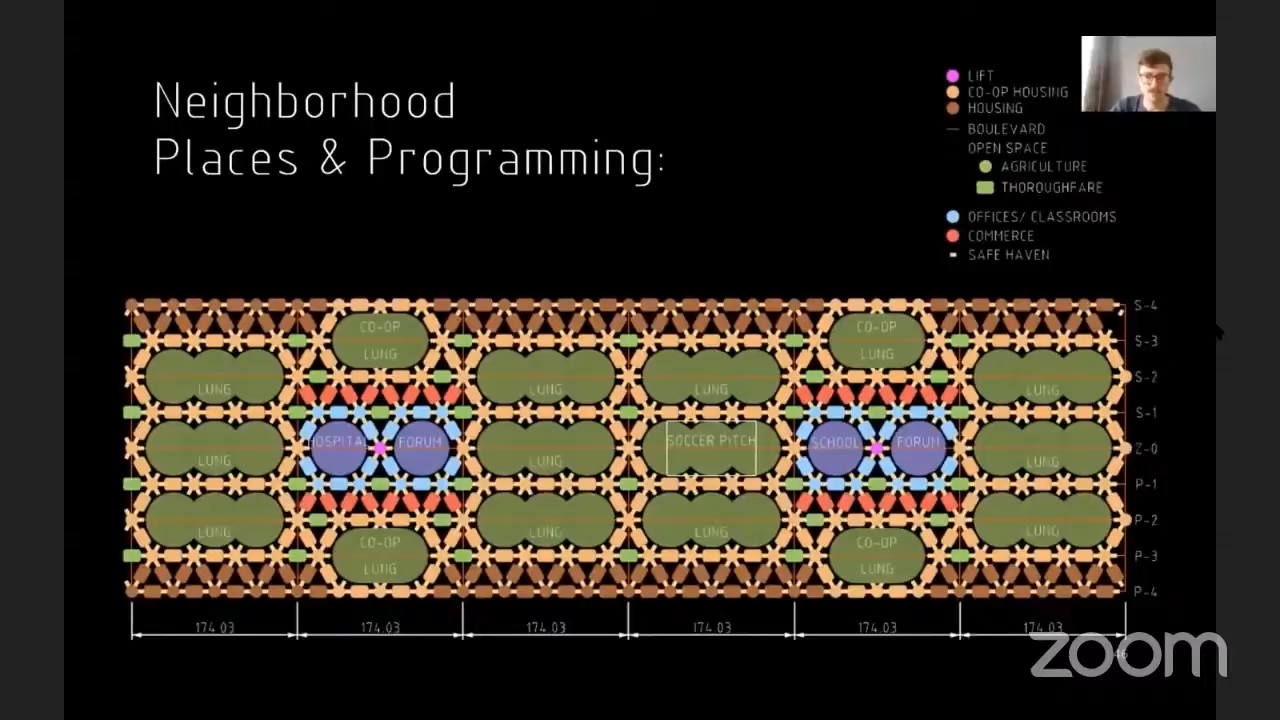 Neighborhood
Places & Programming:
LIFT
CO-OP HOUSING
HOUSING
BOULEVARD
OPEN SPACE
AGRICULTURE
THOROUGHFARE
OFFICES/ CLASSROOMS
COMMERCE
SAFE HAVEN
S-4
CO-OP CO-OP
S-3
LUNG LUNG
S-2
LUNG LUNG LUNG LUNG
S-1
HOSPITAL FORUM SOCCER PITCH SCHOOL FORUM
Z-0
LUNG LUNG LUNG
P-1
P-2
LUNG LUNG LUNG LUNG
CO-OP CO-OP
P-3
LUNG LUNG
P-4
174.03 174.03 174.03 174.03 174.03 174.03
46
zoom